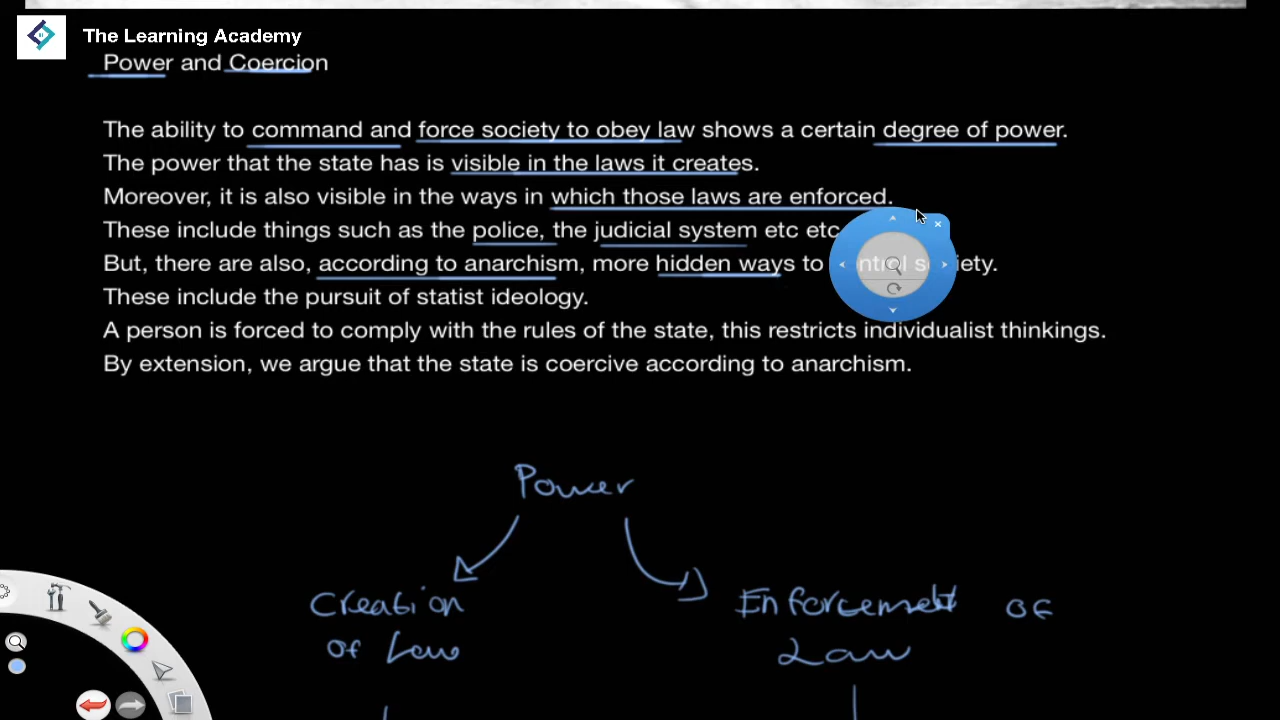 The Learning Academy
Power and Coercion
The ability to command and force society to obey law shows a certain degree of power.
The power that the state has is visible in the laws it creates.
Moreover, it is also visible in the ways in which those laws are enforced.
These include things such as the police, the judicial system etc etc
But, there are also, according to anarchism, more hidden ways to control society.
These include the pursuit of statist ideology.
A person is forced to comply with the rules of the state, this restricts individualist thinkings.
By extension, we argue that the state is coercive according to anarchism.
Power
Creation Enforcement of
of Law Law